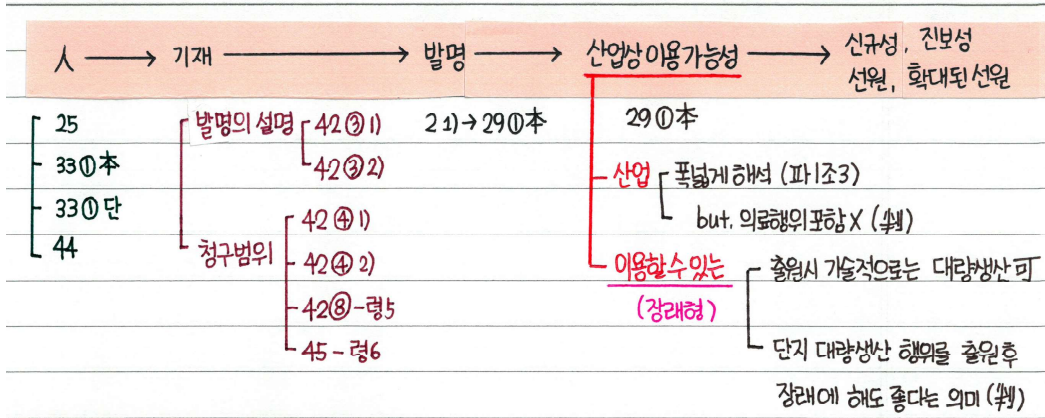 人 → 기재 → 발명 → 산업상 이용가능성 → 신규성, 진보성
선원, 확대된 선원
25
33①本
33①단
44
발명의 설명
42③1)
42③2)
청구범위
42④1)
42④2)
42⑧-령5
45-령6
2 1)→29①本
29①本
산업
폭넓게 해석 (파1조3)
but. 의료행위 포함 X (判例)
이용할 수 있는
(장래형)
출원시 기술적으로는 대량생산 可
단지 대량생산 행위를 출원 후
장래에 해도 좋다는 의미 (判例)